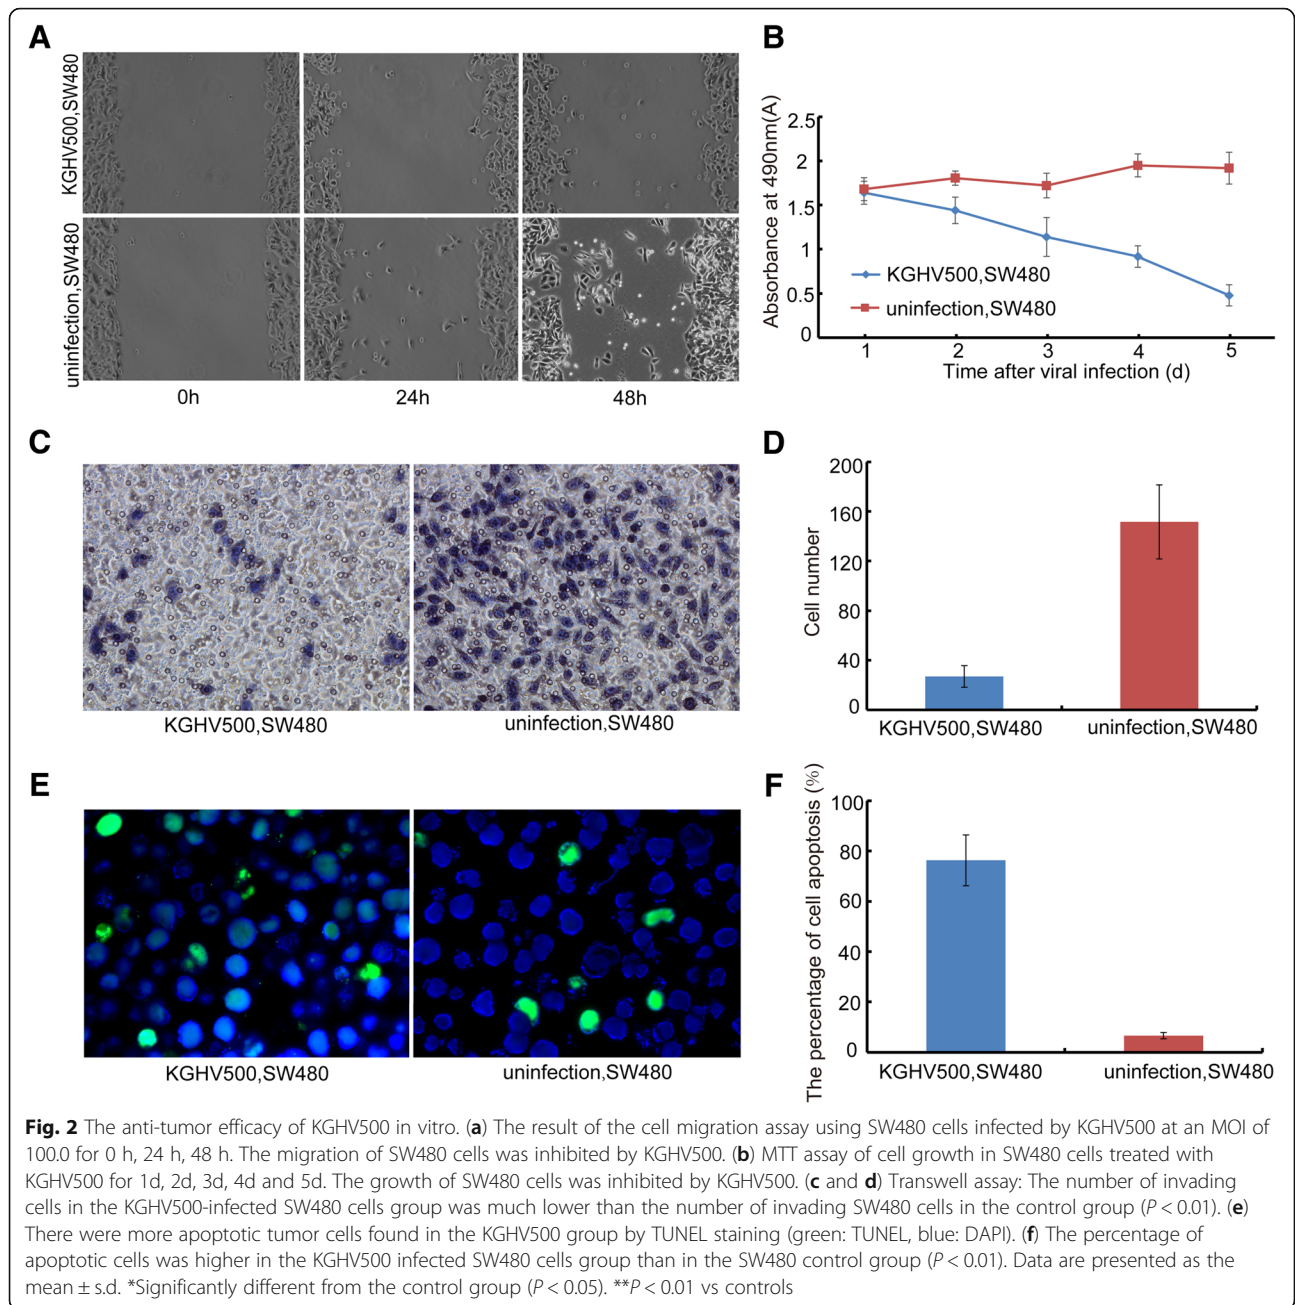 A
KGHV500,SW480
uninfection,SW480
0h
24h
48h
B
Absorbance at 490nm(A)
2.5
2
1.5
1
0.5
0
KGHV500,SW480
uninfection,SW480
1
2
3
4
5
Time after viral infection (d)
C
KGHV500,SW480
uninfection,SW480
D
Cell number
200
160
120
80
40
0
KGHV500,SW480
uninfection,SW480
E
KGHV500,SW480
uninfection,SW480
F
The percentage of cell apoptosis (%)
100
80
60
40
20
0
KGHV500,SW480
uninfection,SW480
Fig. 2 The anti-tumor efficacy of KGHV500 in vitro. (a) The result of the cell migration assay using SW480 cells infected by KGHV500 at an MOI of
100.0 for 0 h, 24 h, 48 h. The migration of SW480 cells was inhibited by KGHV500. (b) MTT assay of cell growth in SW480 cells treated with
KGHV500 for 1d, 2d, 3d, 4d and 5d. The growth of SW480 cells was inhibited by KGHV500. (c and d) Transwell assay: The number of invading
cells in the KGHV500-infected SW480 cells group was much lower than the number of invading SW480 cells in the control group (P < 0.01). (e)
There were more apoptotic tumor cells found in the KGHV500 group by TUNEL staining (green: TUNEL, blue: DAPI). (f) The percentage of
apoptotic cells was higher in the KGHV500 infected SW480 cells group than in the SW480 control group (P < 0.01). Data are presented as the
mean ± s.d. *Significantly different from the control group (P < 0.05). **P < 0.01 vs controls